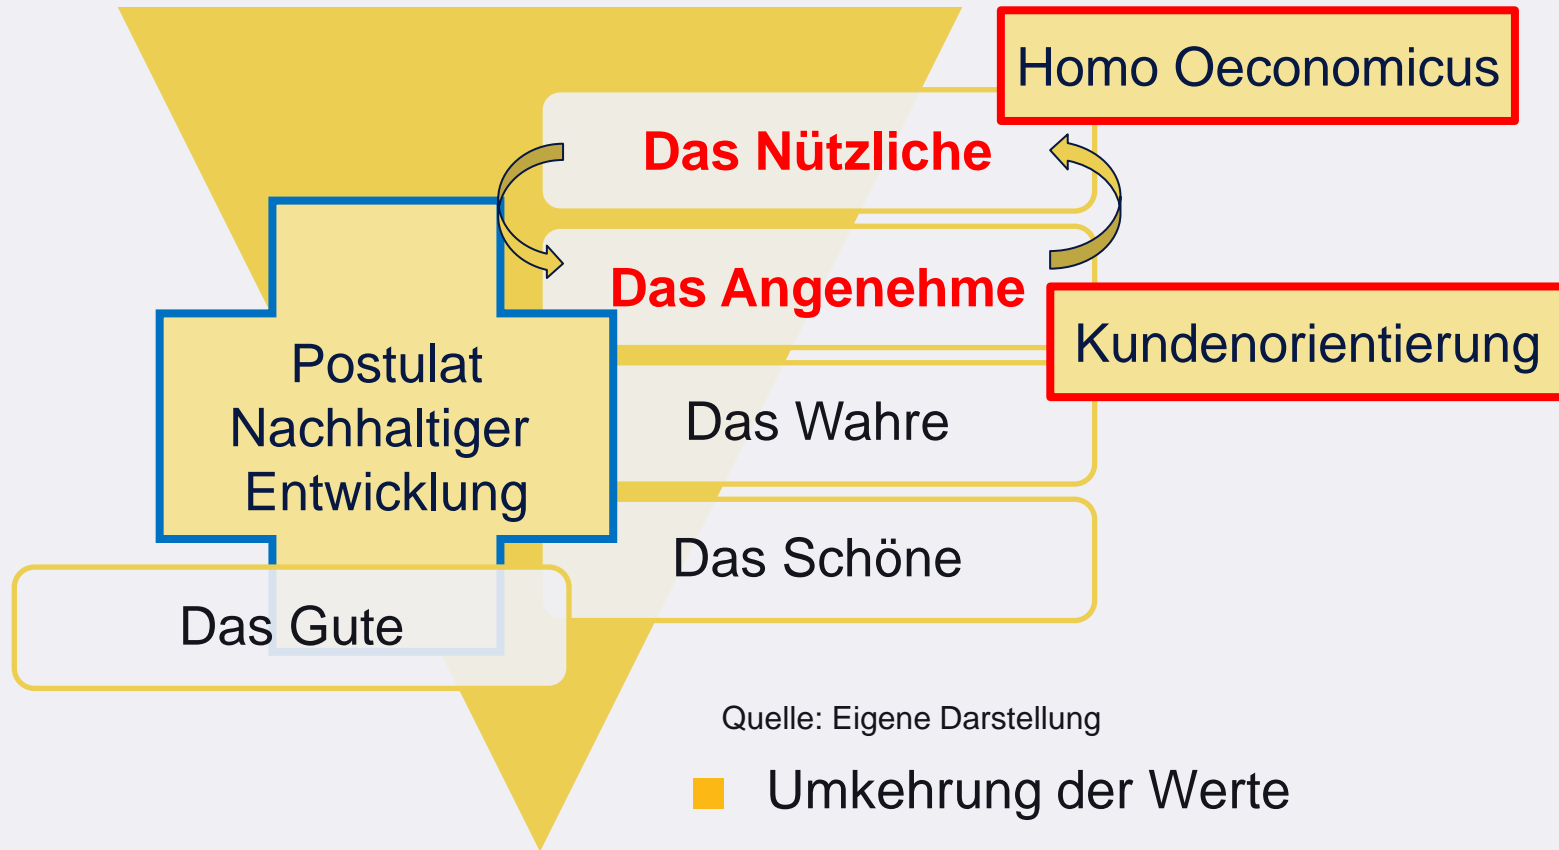 Homo Oeconomicus
Das Nützliche
Das Angenehme
Kundenorientierung
Postulat
Nachhaltiger
Entwicklung
Das Wahre
Das Schöne
Das Gute
Quelle: Eigene Darstellung
Umkehrung der Werte